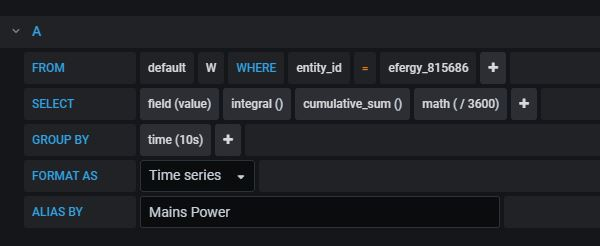 A
FROM default W WHERE entity_id = efergy_815686 +
SELECT field (value) integral () cumulative_sum () math ( / 3600) +
GROUP BY time (10s) +
FORMAT AS Time series
ALIAS BY Mains Power